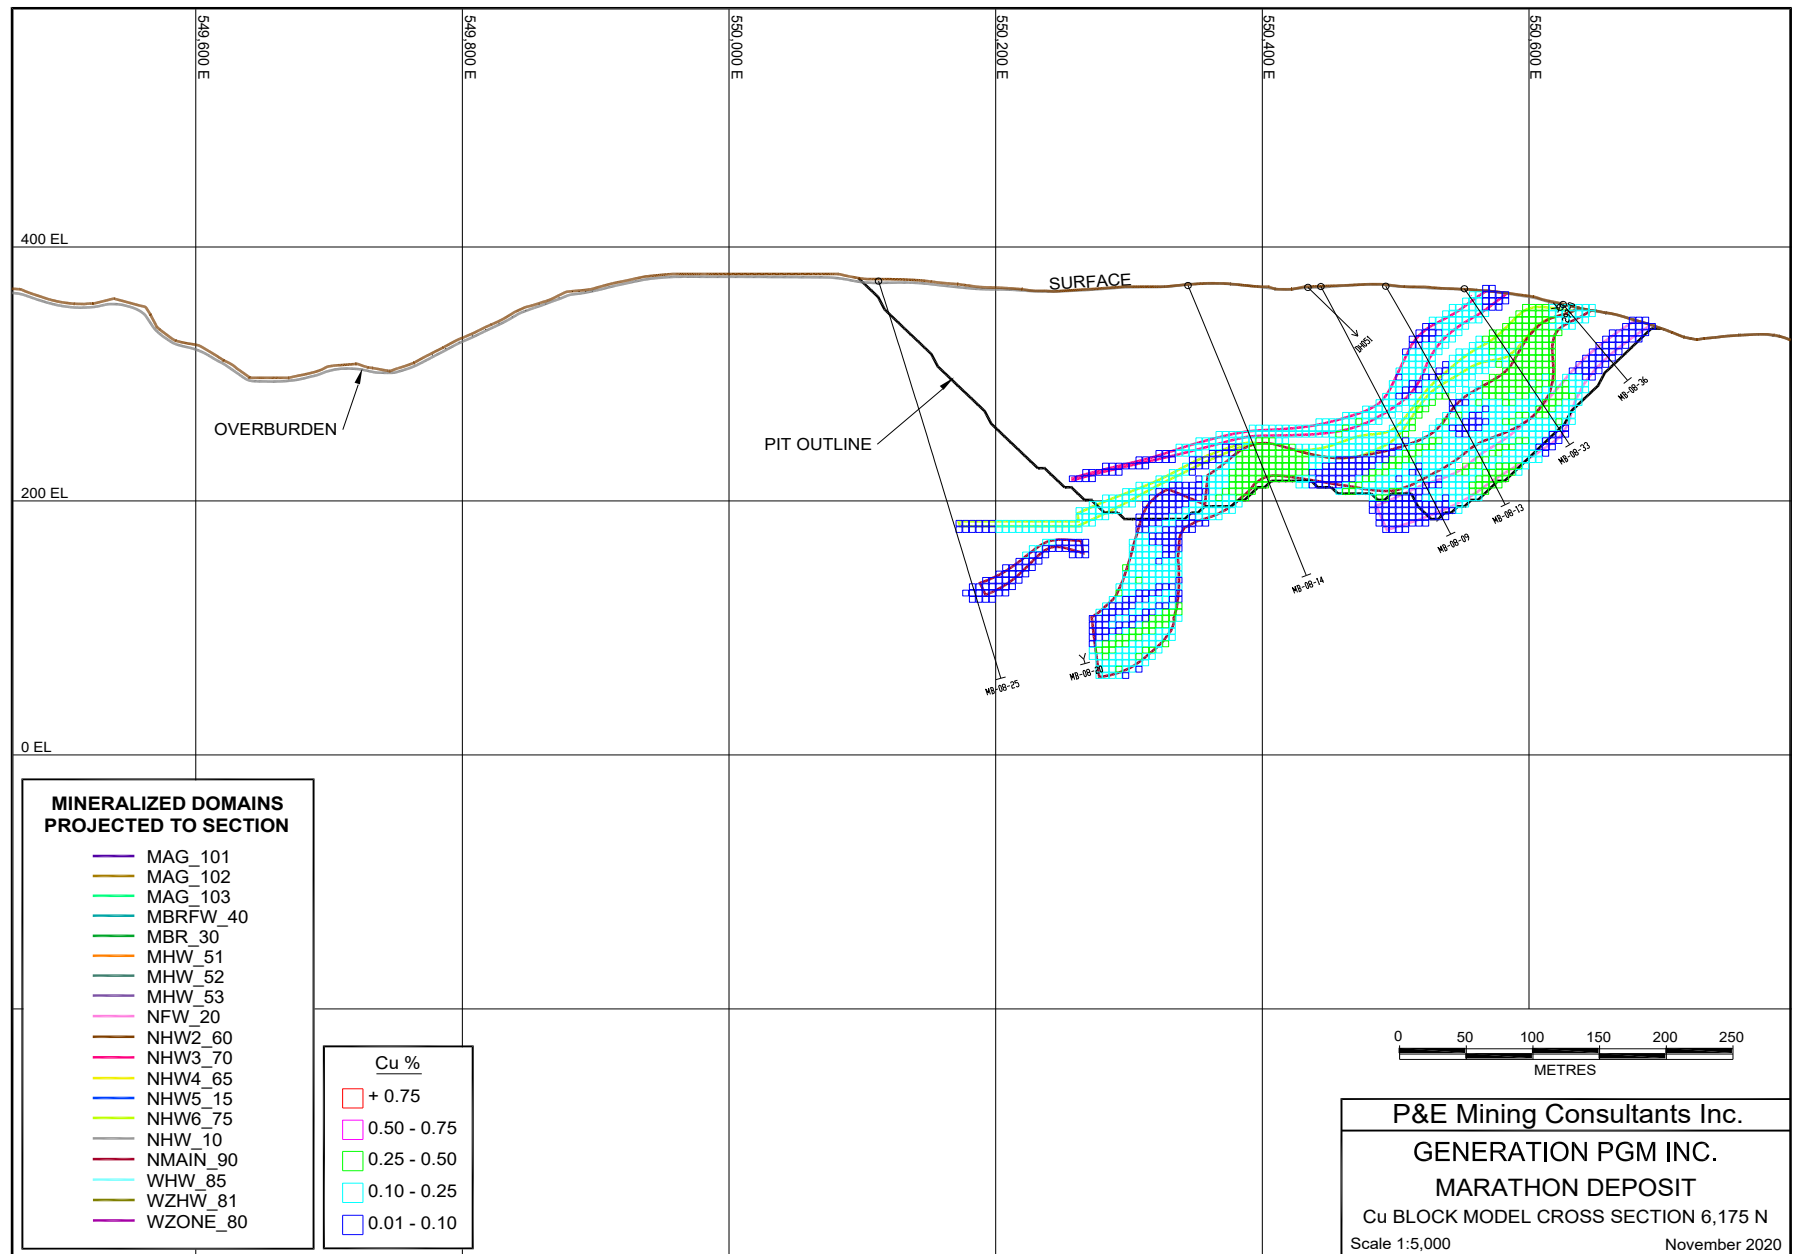 549,600 E
549,800 E
550,000 E
550,200 E
550,400 E
550,600 E
400 EL
SURFACE
DH051
MB-08-36
OVERBURDEN
PIT OUTLINE
MB-08-33
200 EL
MB-08-13
MB-08-09
MB-08-14
MB-08-20
MB-08-25
0 EL
MINERALIZED DOMAINS
PROJECTED TO SECTION
MAG_101
MAG_102
MAG_103
MBRFW_40
MBR_30
MHW_51
MHW_52
MHW_53
NFW_20
NHW2_60
NHW3_70
NHW4_65
NHW5_15
NHW6_75
NHW_10
NMAIN_90
WHW_85
WZHW_81
WZONE_80
Cu %
+ 0.75
0.50 - 0.75
0.25 - 0.50
0.10 - 0.25
0.01 - 0.10
0 50 100 150 200 250
METRES
P&E Mining Consultants Inc.
GENERATION PGM INC.
MARATHON DEPOSIT
Cu BLOCK MODEL CROSS SECTION 6,175 N
Scale 1:5,000 November 2020